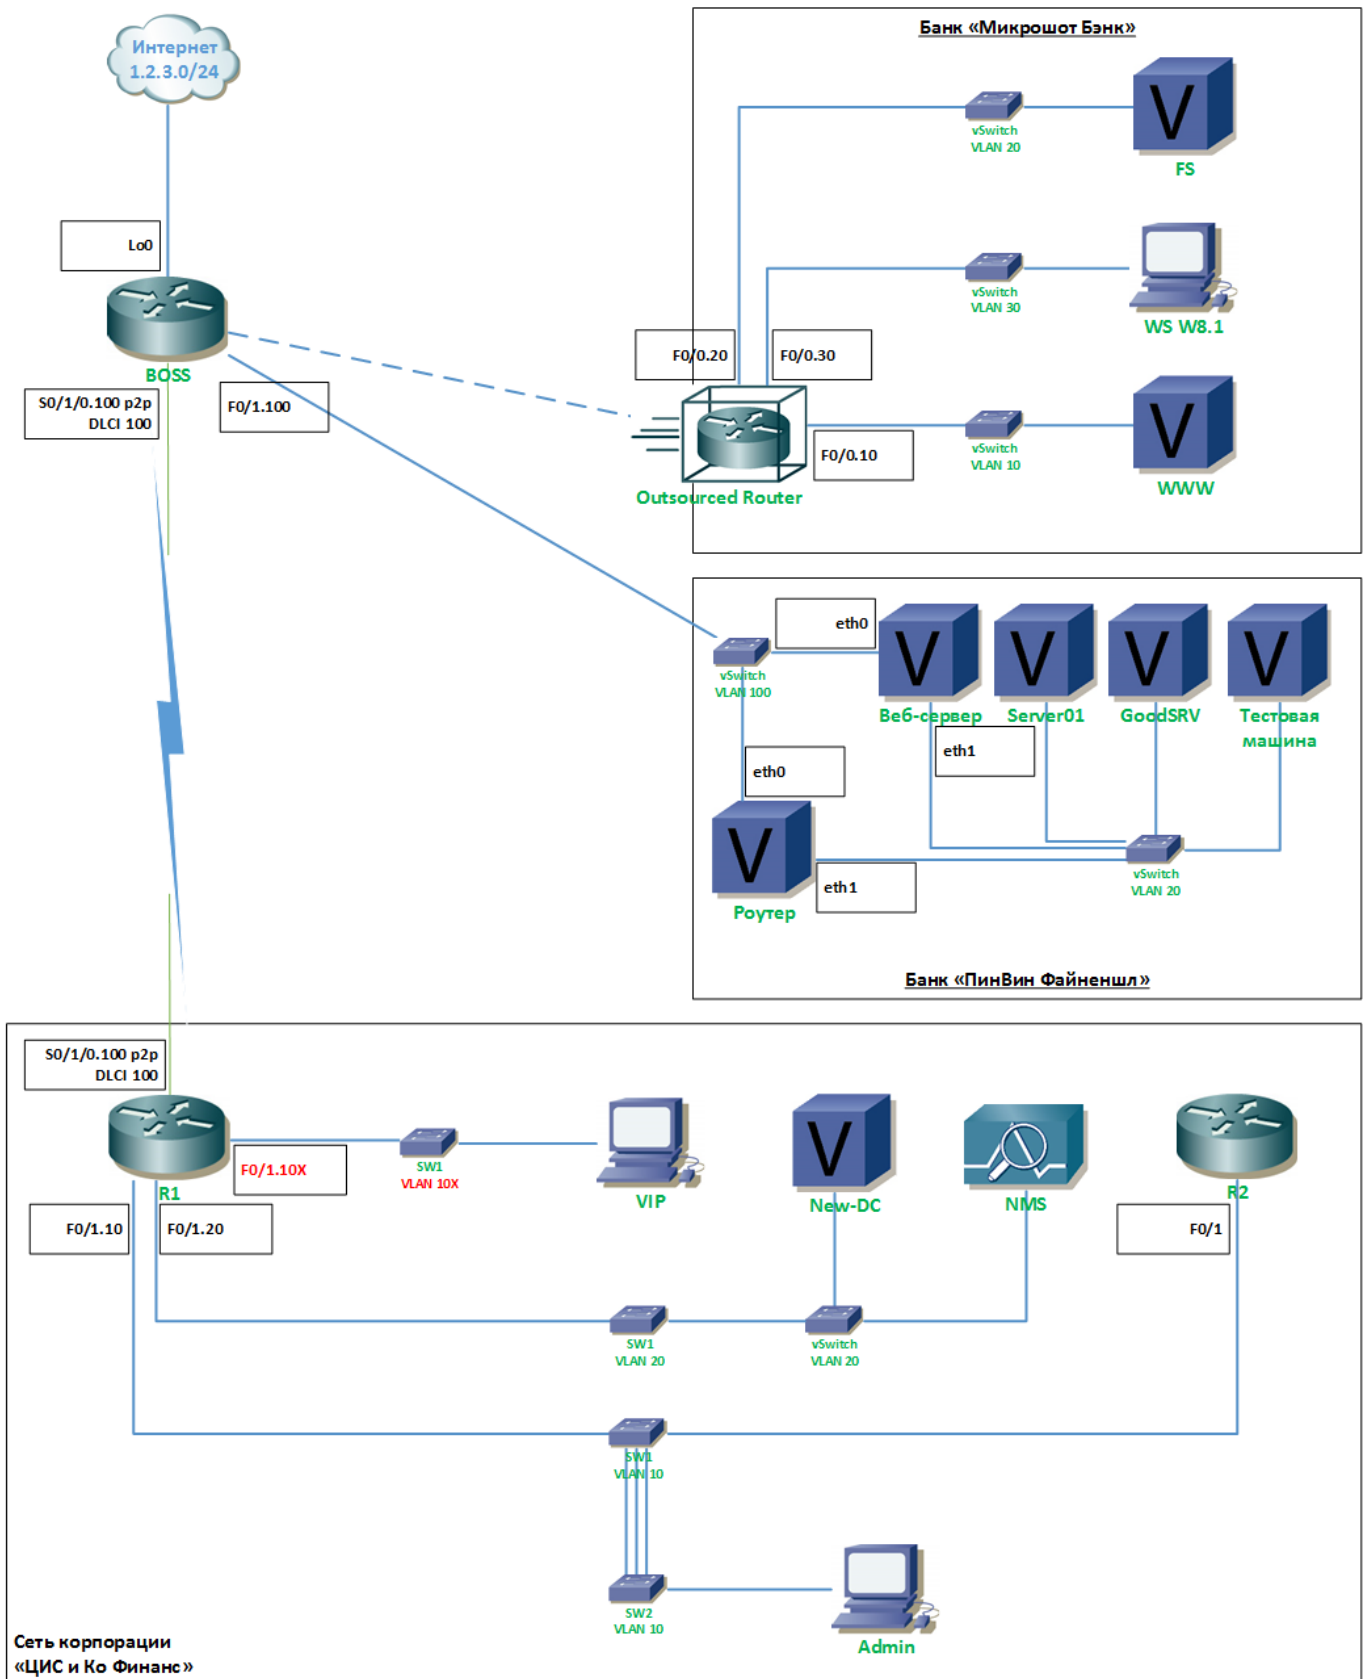 Банк «Микрошот Бэнк»
Интернет
1.2.3.0/24
vSwitch
VLAN 20
FS
Lo0
vSwitch
VLAN 30
WS W8.1
BOSS
F0/0.20
F0/0.30
S0/1/0.100 p2p
DLCI 100
F0/1.100
F0/0.10
vSwitch
VLAN 10
WWW
Outsourced Router
eth0
vSwitch
VLAN 100
Веб-сервер
Server01
GoodSRV
Тестовая
машина
eth1
eth0
vSwitch
VLAN 20
eth1
Роутер
Банк «ПинВин Файненшл»
S0/1/0.100 p2p
DLCI 100
F0/1.10X
SW1
VLAN 10X
R1
VIP
New-DC
NMS
R2
F0/1.10
F0/1.20
F0/1
SW1
VLAN 20
vSwitch
VLAN 20
SW1
VLAN 10
SW2
VLAN 10
Admin
Сеть корпорации
«ЦИС и Ко Финанс»